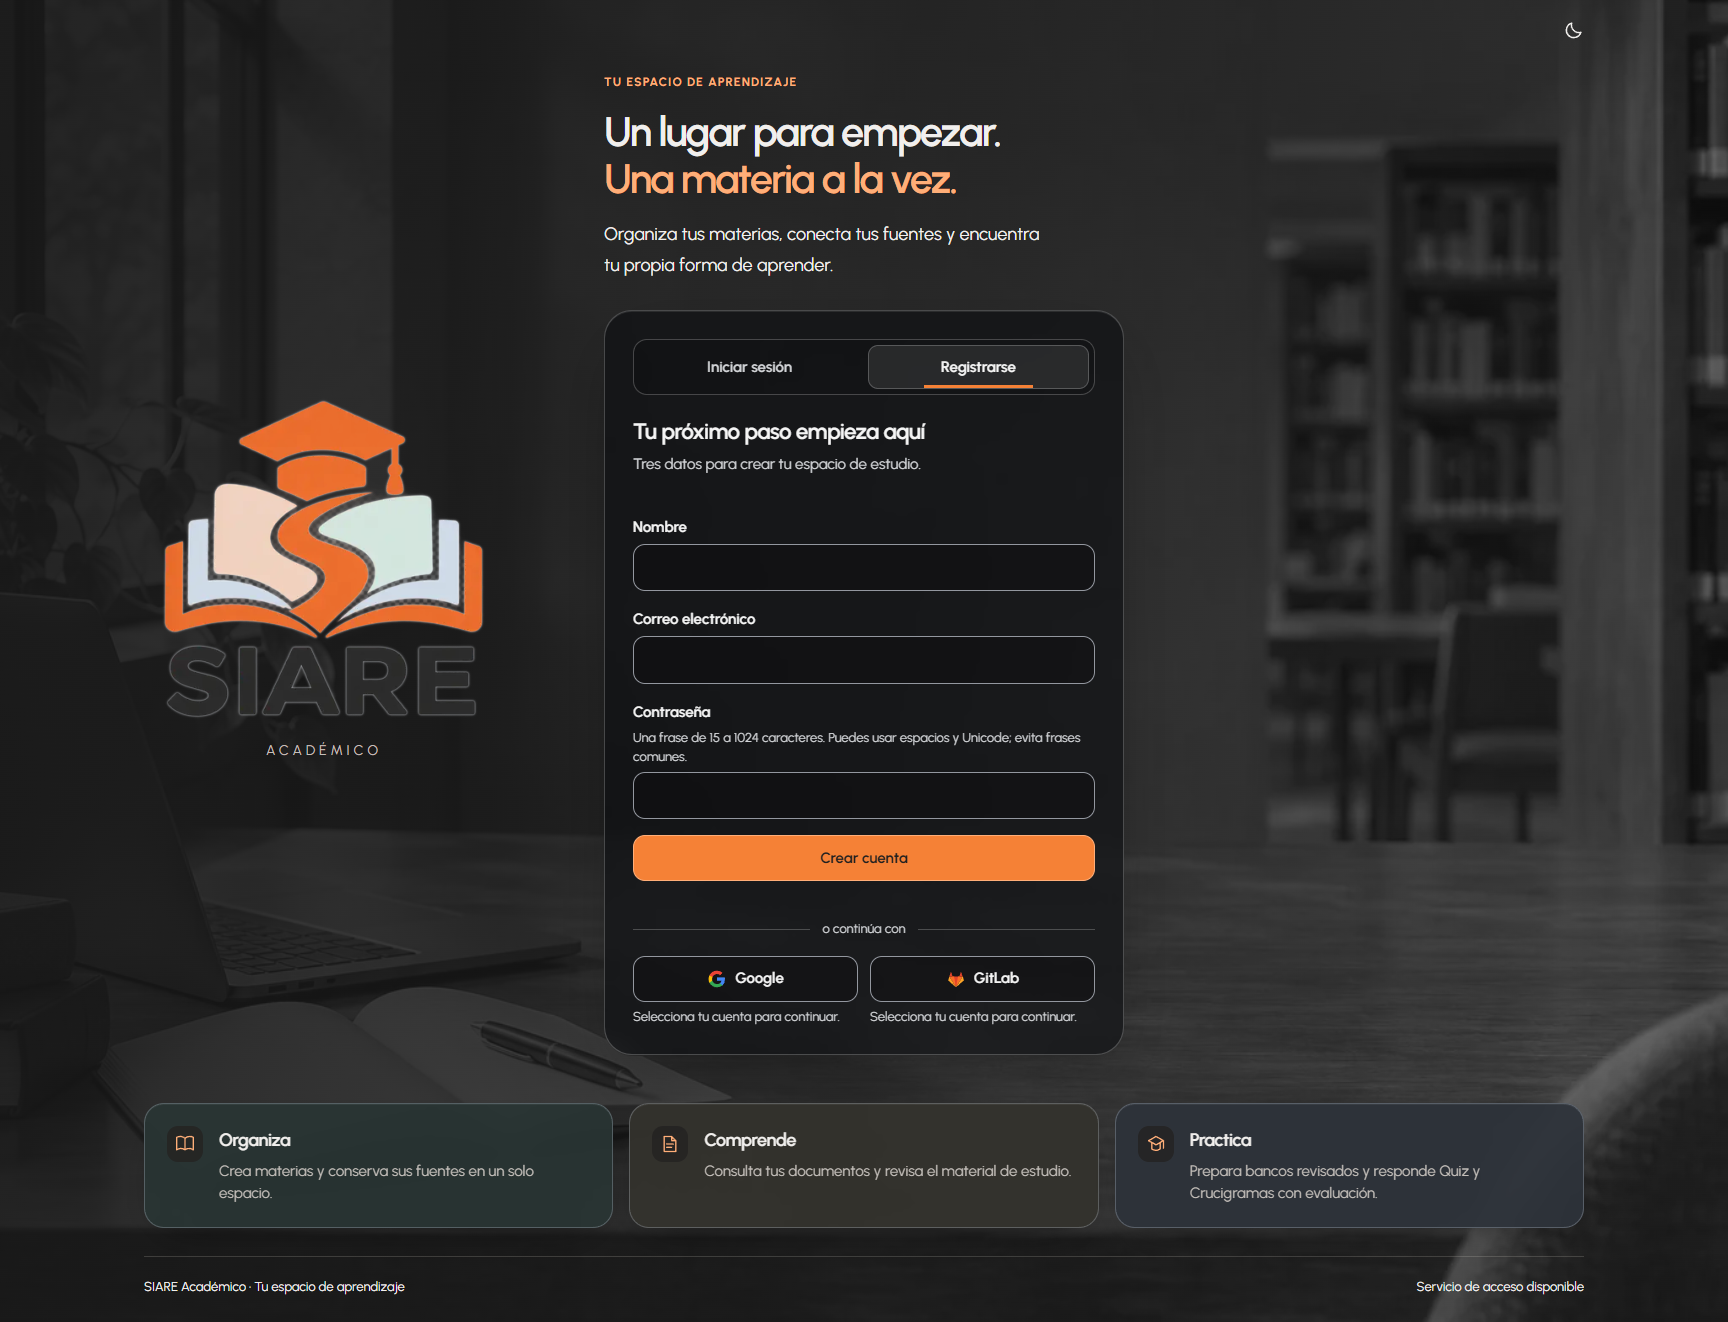 TU ESPACIO DE APRENDIZAJE
Un lugar para empezar.
Una materia a la vez.
Organiza tus materias, conecta tus fuentes y encuentra
tu propia forma de aprender.
SIARE
ACADÉMICO
Iniciar sesión
Registrarse
Tu próximo paso empieza aquí
Tres datos para crear tu espacio de estudio.
Nombre
Correo electrónico
Contraseña
Una frase de 15 a 1024 caracteres. Puedes usar espacios y Unicode; evita frases
comunes.
Crear cuenta
o continúa con
Google
GitLab
Selecciona tu cuenta para continuar.
Selecciona tu cuenta para continuar.
Organiza
Crea materias y conserva sus fuentes en un solo
espacio.
Comprende
Consulta tus documentos y revisa el material de estudio.
Practica
Prepara bancos revisados y responde Quiz y
Crucigramas con evaluación.
SIARE Académico · Tu espacio de aprendizaje
Servicio de acceso disponible